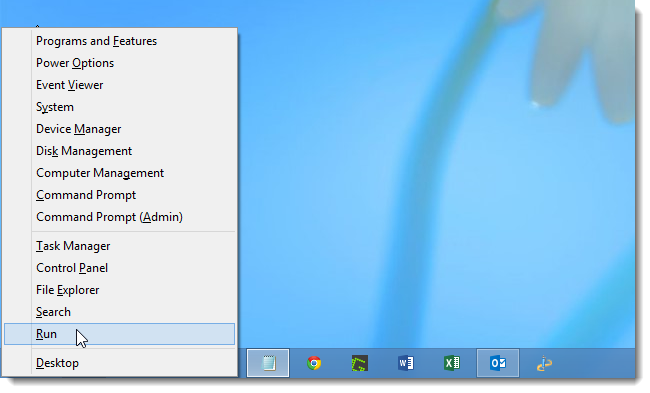 Programs and Features
Power Options
Event Viewer
System
Device Manager
Disk Management
Computer Management
Command Prompt
Command Prompt (Admin)
Task Manager
Control Panel
File Explorer
Search
Run
Desktop